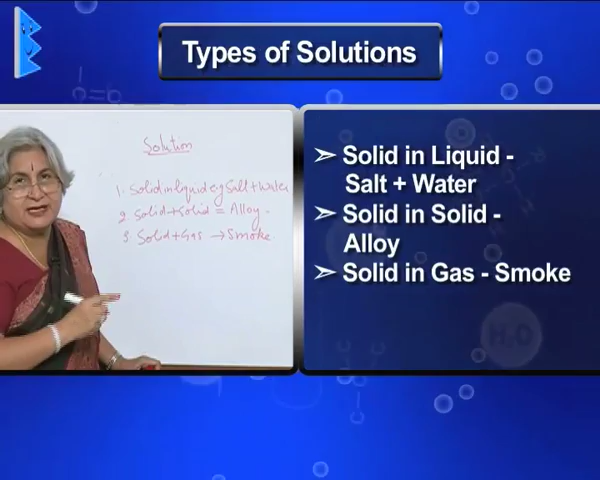 Types of Solutions
Solution
1. Solid in liquid e.g Salt + Water
2. Solid + Solid = Alloy.
3. Solid + Gas → Smoke
➢ Solid in Liquid -
Salt + Water
➢ Solid in Solid -
Alloy
➢ Solid in Gas - Smoke
H₂O